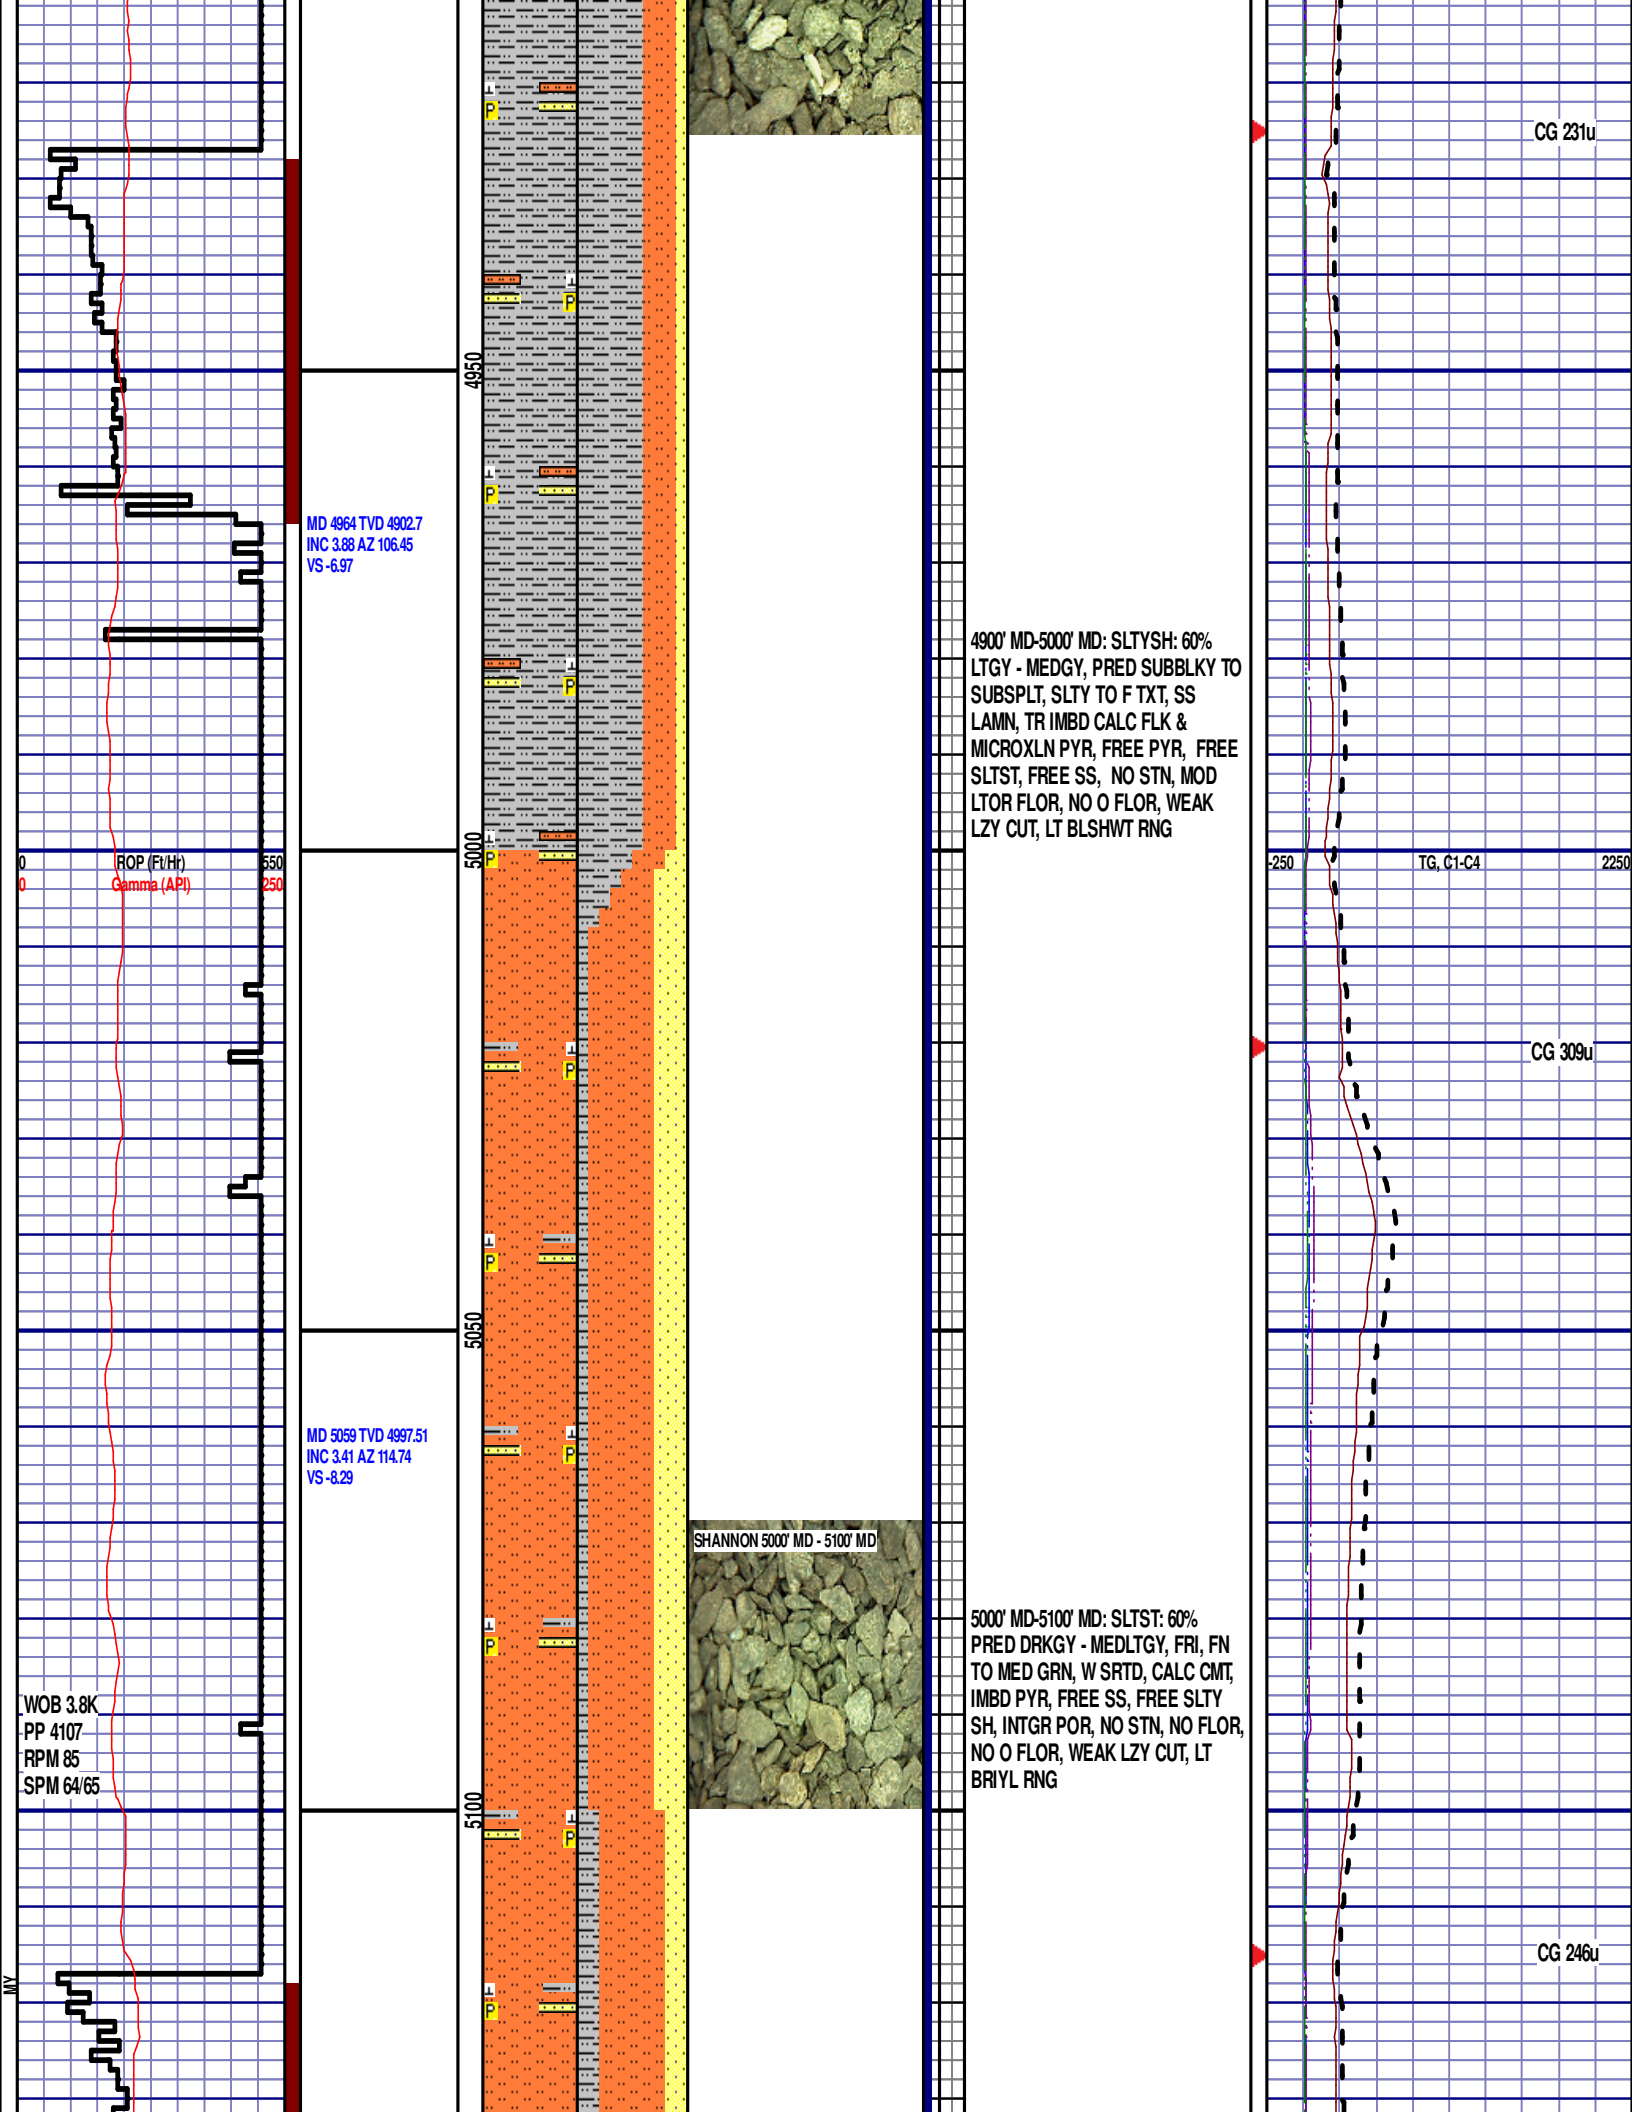 P
CG 231u
P
4950
P
MD 4964 TVD 4902.7
INC 3.88 AZ 106.45
VS -6.97
4900' MD-5000' MD: SLTYSH: 60%
LTGY - MEDGY, PRED SUBBLKY TO
SUBSPLT, SLTY TO F TXT, SS
LAMN, TR IMBD CALC FLK &
MICROXLN PYR, FREE PYR, FREE
SLTST, FREE SS, NO STN, MOD
LTOR FLOR, NO O FLOR, WEAK
LZY CUT, LT BLSHWT RNG
P
5000
P
0 ROP (Ft/Hr) 550
0 Gamma (API) 250
-250 TG, C1-C4 2250
CG 309u
P
P
5050
MD 5059 TVD 4997.51
INC 3.41 AZ 114.74
VS -8.29
P
SHANNON 5000' MD - 5100' MD
5000' MD-5100' MD: SLTST: 60%
PRED DRKGY - MEDLTGY, FRI, FN
TO MED GRN, W SRTD, CALC CMT,
IMBD PYR, FREE SS, FREE SLTY
SH, INTGR POR, NO STN, NO FLOR,
NO O FLOR, WEAK LZY CUT, LT
BRIYL RNG
P
WOB 3.8K
PP 4107
RPM 85
SPM 64/65
5100
P
CG 246u
MY
P